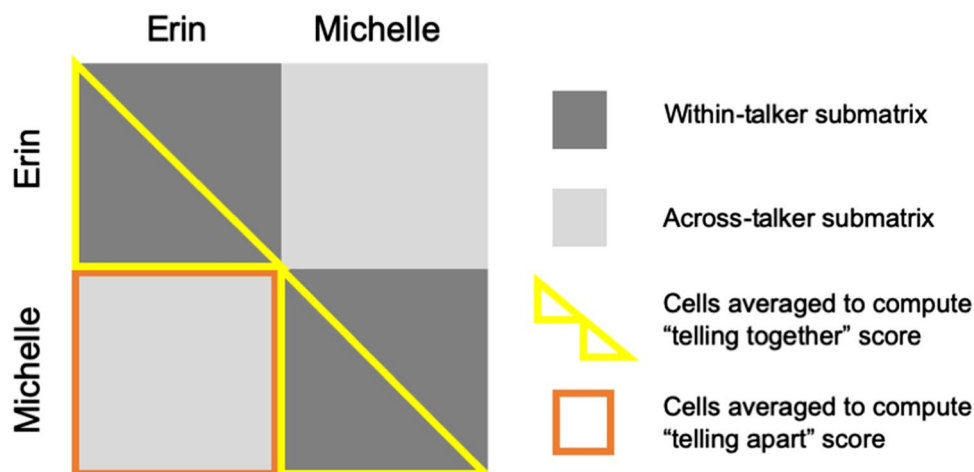 Erin
Michelle
Erin
Michelle
Within-talker submatrix
Across-talker submatrix
Cells averaged to compute
“telling together” score
Cells averaged to compute
“telling apart” score